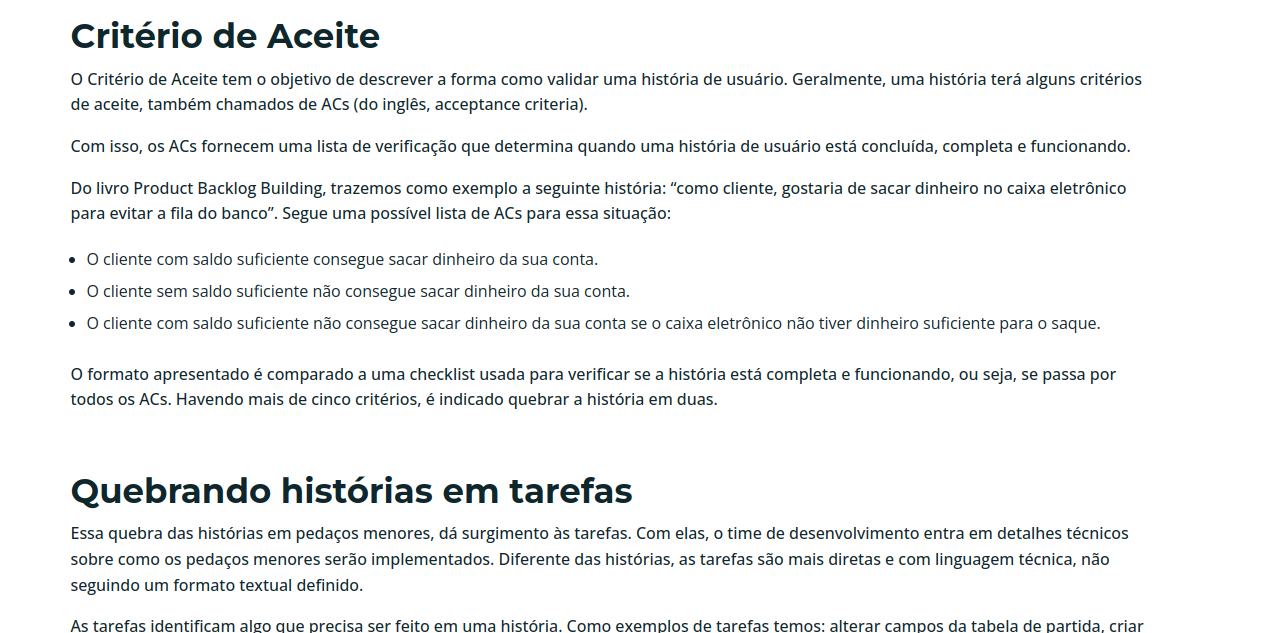 Critério de Aceite
O Critério de Aceite tem o objetivo de descrever a forma como validar uma história de usuário. Geralmente, uma história terá alguns critérios
de aceite, também chamados de ACs (do inglês, acceptance criteria).
Com isso, os ACs fornecem uma lista de verificação que determina quando uma história de usuário está concluída, completa e funcionando.
Do livro Product Backlog Building, trazemos como exemplo a seguinte história: “como cliente, gostaria de sacar dinheiro no caixa eletrônico
para evitar a fila do banco”. Segue uma possível lista de ACs para essa situação:
• O cliente com saldo suficiente consegue sacar dinheiro da sua conta.
• O cliente sem saldo suficiente não consegue sacar dinheiro da sua conta.
• O cliente com saldo suficiente não consegue sacar dinheiro da sua conta se o caixa eletrônico não tiver dinheiro suficiente para o saque.
O formato apresentado é comparado a uma checklist usada para verificar se a história está completa e funcionando, ou seja, se passa por
todos os ACs. Havendo mais de cinco critérios, é indicado quebrar a história em duas.
Quebrando histórias em tarefas
Essa quebra das histórias em pedaços menores, dá surgimento às tarefas. Com elas, o time de desenvolvimento entra em detalhes técnicos
sobre como os pedaços menores serão implementados. Diferente das histórias, as tarefas são mais diretas e com linguagem técnica, não
seguindo um formato textual definido.
As tarefas identificam algo que precisa ser feito em uma história. Como exemplos de tarefas temos: alterar campos da tabela de partida, criar